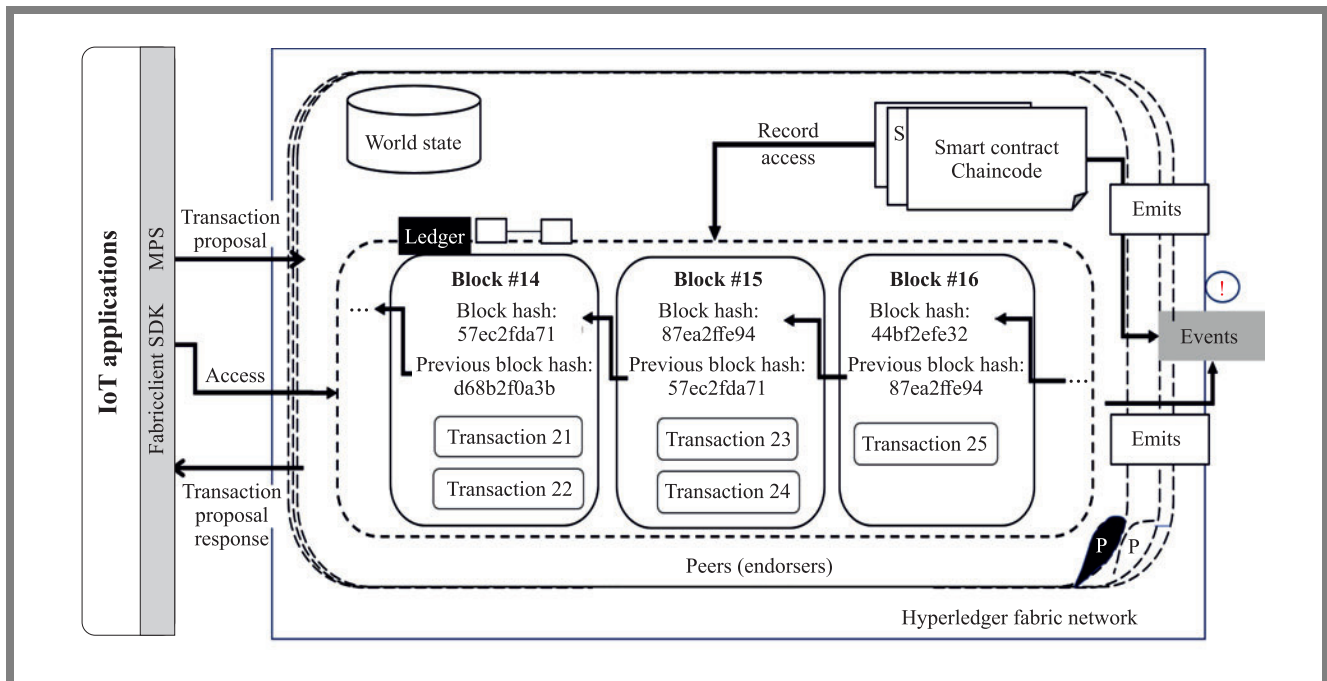 IoT applications
Fabricclient SDK
MPS
Transaction
proposal
Access
Transaction
proposal
response
World state
Record
access
S
Smart contract
Chaincode
Emits
Ledger
Block #14
Block hash:
57ec2fda71
Previous block hash:
d68b2f0a3b
Transaction 21
Transaction 22
Block #15
Block hash:
87ea2ffe94
Previous block hash:
57ec2fda71
Transaction 23
Transaction 24
Block #16
Block hash:
44bf2efe32
Previous block hash:
87ea2ffe94
Transaction 25
...
...
!
Events
Emits
P
P
Peers (endorsers)
Hyperledger fabric network